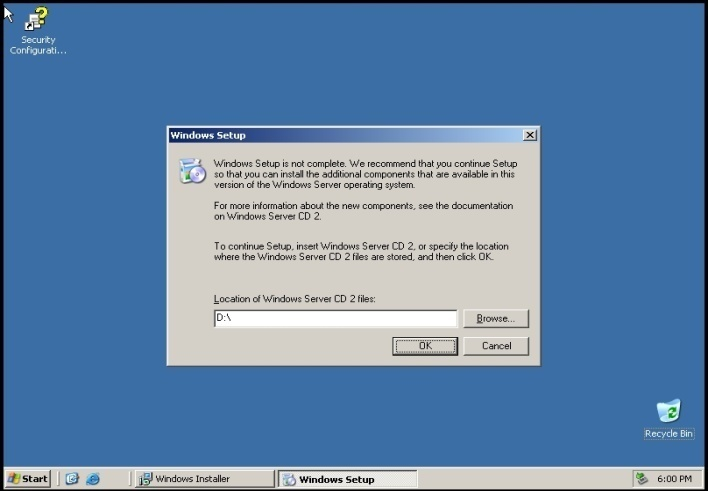 Security
Configurati...
Windows Setup
Windows Setup is not complete. We recommend that you continue Setup
so that you can install the additional components that are available in this
version of the Windows Server operating system.
For more information about the new components, see the documentation
on Windows Server CD 2.
To continue Setup, insert Windows Server CD 2, or specify the location
where the Windows Server CD 2 files are stored, and then click OK.
Location of Windows Server CD 2 files:
D:\
Browse...
OK
Cancel
Recycle Bin
Start
Windows Installer
Windows Setup
6:00 PM